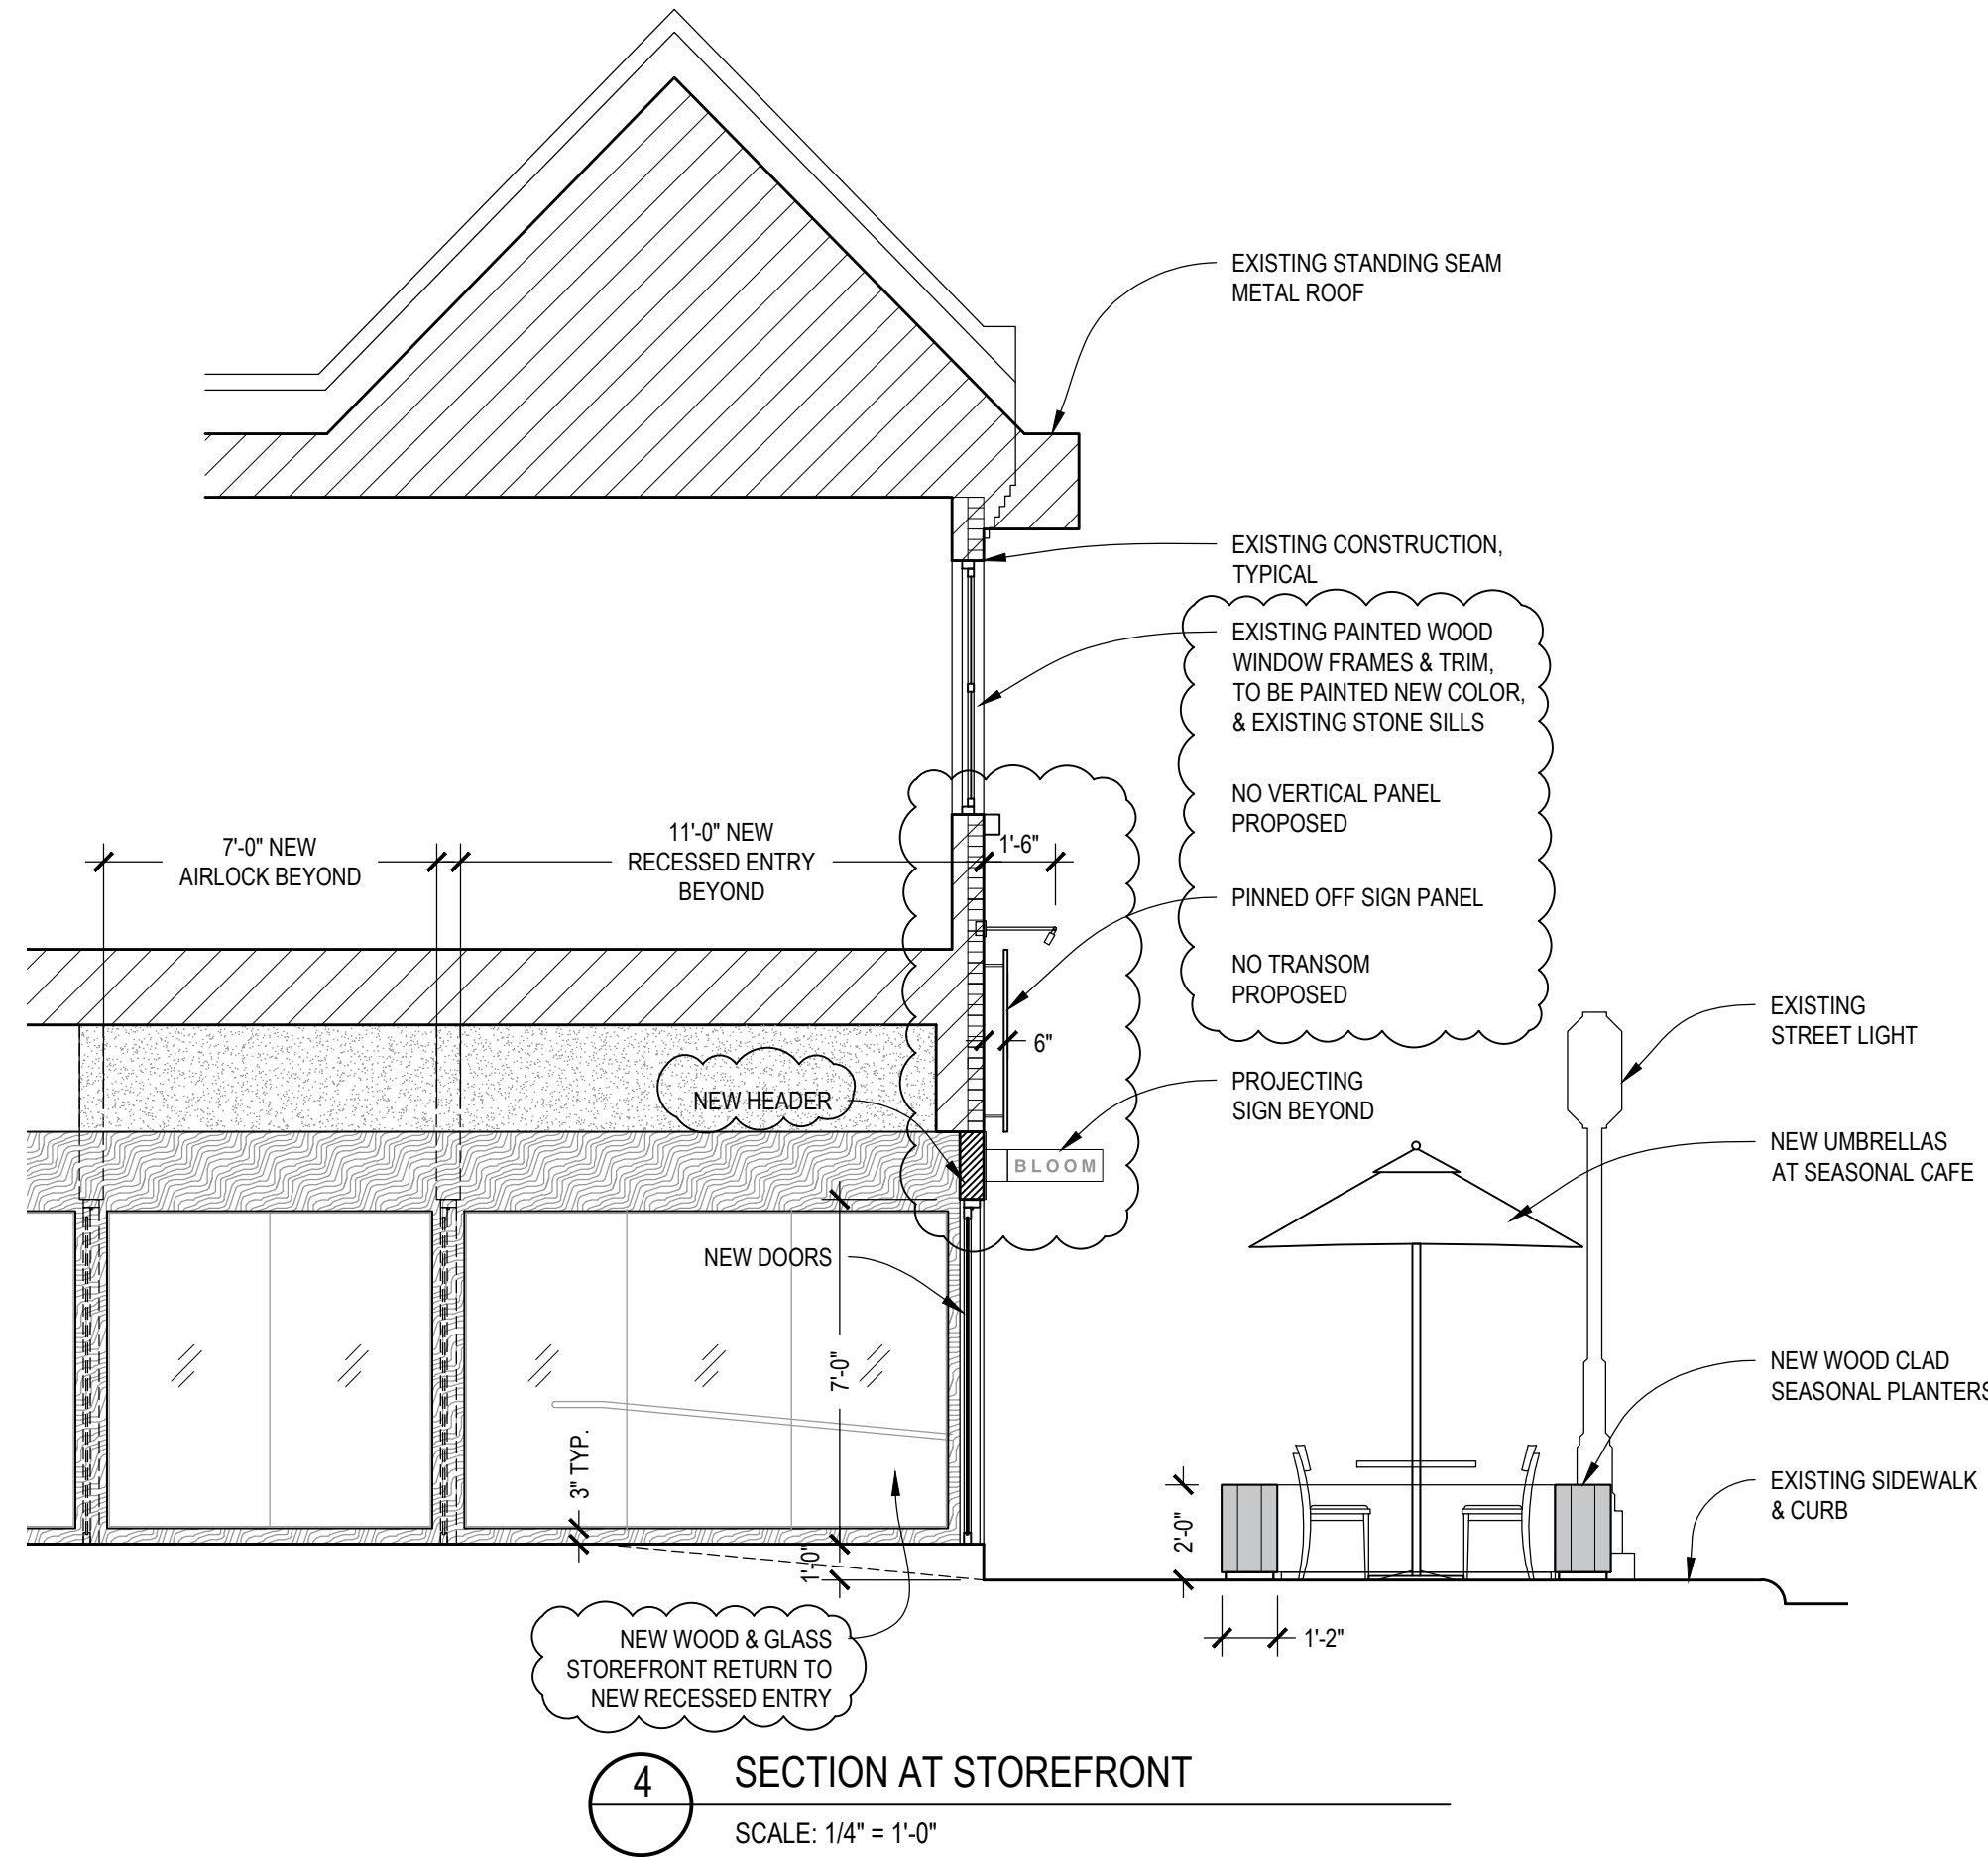 EXISTING STANDING SEAM
METAL ROOF
EXISTING CONSTRUCTION,
TYPICAL
EXISTING PAINTED WOOD
WINDOW FRAMES & TRIM,
TO BE PAINTED NEW COLOR,
& EXISTING STONE SILLS
NO VERTICAL PANEL
PROPOSED
7'-0" NEW
AIRLOCK BEYOND
11'-0" NEW
RECESSED ENTRY
BEYOND
1'-6"
PINNED OFF SIGN PANEL
NO TRANSOM
PROPOSED
EXISTING
STREET LIGHT
6"
PROJECTING
SIGN BEYOND
NEW HEADER
BLOOM
NEW UMBRELLAS
AT SEASONAL CAFE
NEW DOORS
7'-0"
3" TYP.
1'-0"
NEW WOOD CLAD
SEASONAL PLANTERS
EXISTING SIDEWALK
& CURB
2'-0"
1'-2"
NEW WOOD & GLASS
STOREFRONT RETURN TO
NEW RECESSED ENTRY
4
SECTION AT STOREFRONT
SCALE: 1/4" = 1'-0"